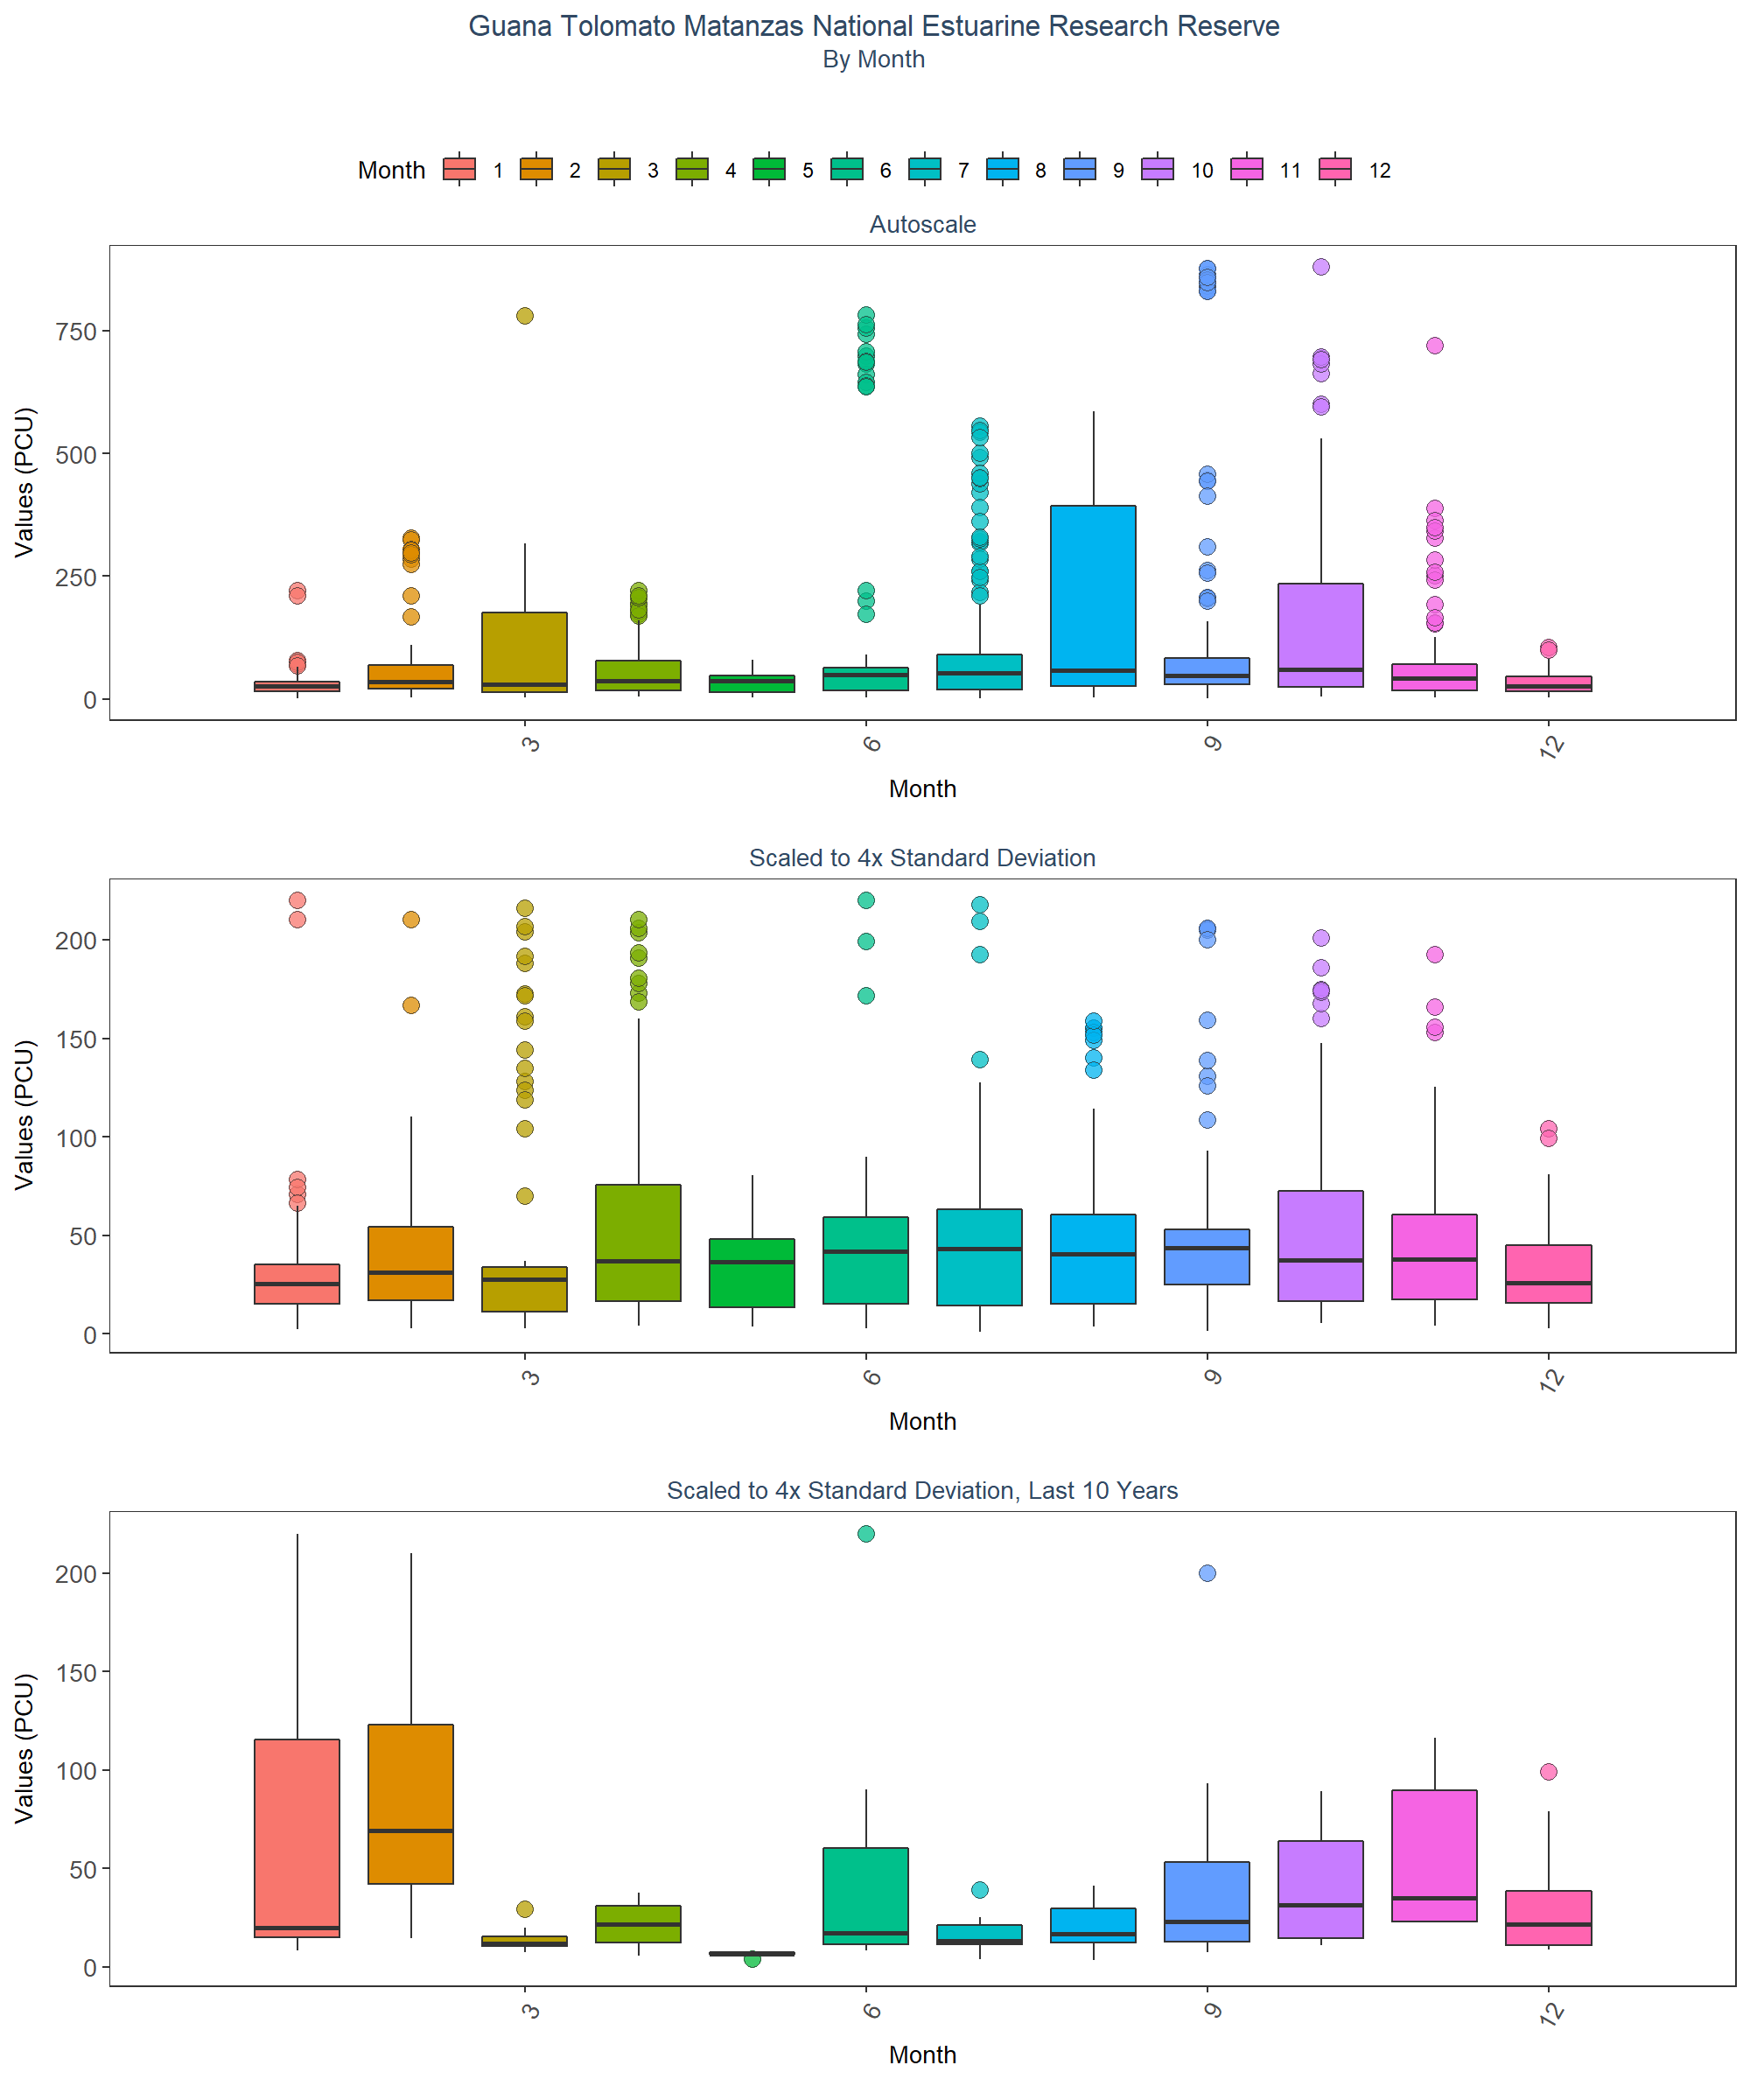 Guana Tolomato Matanzas National Estuarine Research Reserve
By Month
Month 1 2 3 4 5 6 7 8 9 10 11 12
Autoscale
Values (PCU)
750
500
250
0
3 6 9 12
Month
Scaled to 4x Standard Deviation
Values (PCU)
200
150
100
50
0
3 6 9 12
Month
Scaled to 4x Standard Deviation, Last 10 Years
Values (PCU)
200
150
100
50
0
3 6 9 12
Month